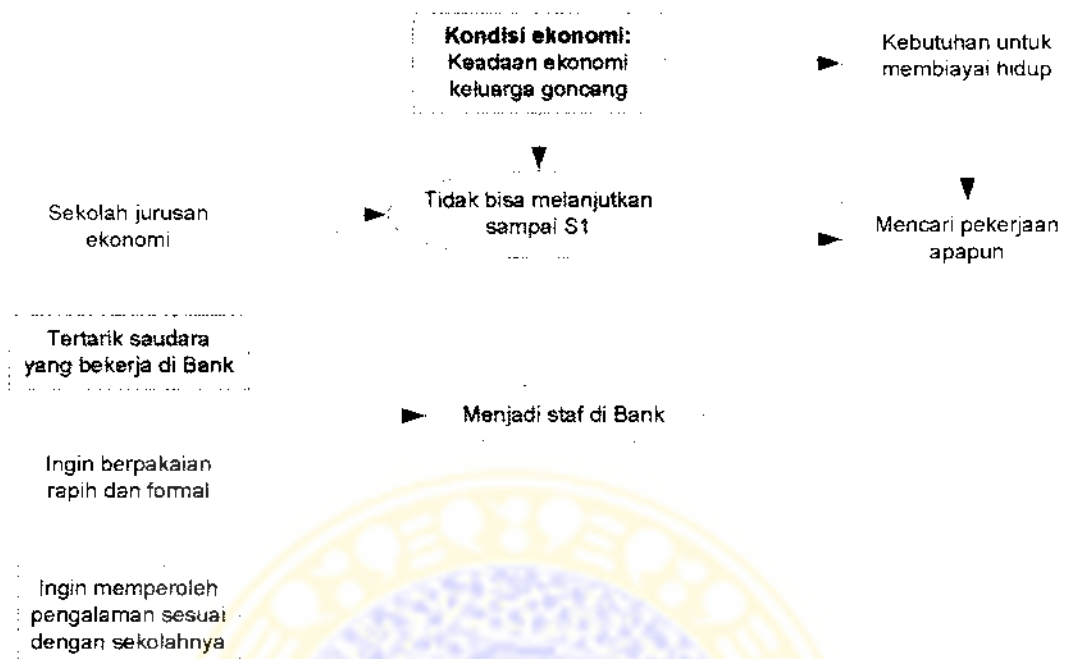 Kondisi ekonomi:
Keadaan ekonomi
keluarga goncang
Kebutuhan untuk
membiayai hidup
Sekolah jurusan
ekonomi
Tidak bisa melanjutkan
sampai S1
Mencari pekerjaan
apapun
Tertarik saudara
yang bekerja di Bank
Menjadi staf di Bank
Ingin berpakaian
rapih dan formal
Ingin memperoleh
pengalaman sesuai
dengan sekolahnya